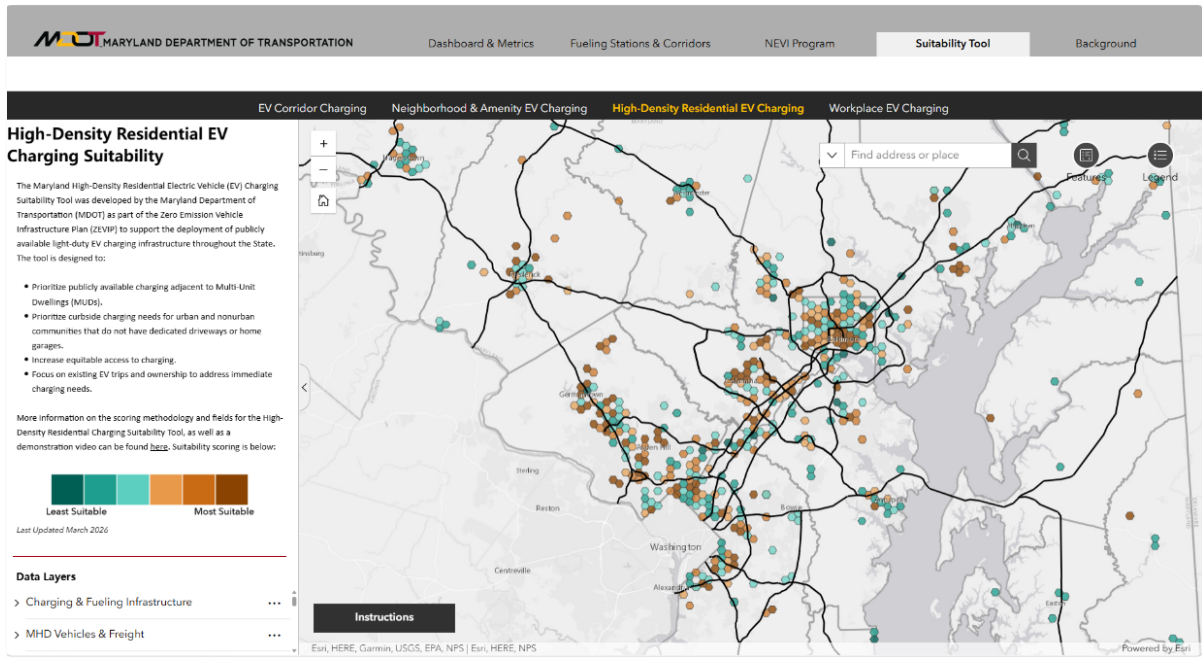 MDOT MARYLAND DEPARTMENT OF TRANSPORTATION
Dashboard & Metrics
Fueling Stations & Corridors
NEVI Program
Suitability Tool
Background
EV Corridor Charging
Neighborhood & Amenity EV Charging
High-Density Residential EV Charging
Workplace EV Charging
High-Density Residential EV
Charging Suitability
The Maryland High-Density Residential Electric Vehicle (EV) Charging
Suitability Tool was developed by the Maryland Department of
Transportation (MDOT) as part of the Zero Emission Vehicle
Infrastructure Plan (ZEVIP) to support the deployment of publicly
available light-duty EV charging infrastructure throughout the State.
The tool is designed to:
• Prioritize publicly available charging adjacent to Multi-Unit
Dwellings (MUDs).
• Prioritize curbside charging needs for urban and nonurban
communities that do not have dedicated driveways or home
garages.
• Increase equitable access to charging.
• Focus on existing EV trips and ownership to address immediate
charging needs.
More information on the scoring methodology and fields for the High-
Density Residential Charging Suitability Tool, as well as a
demonstration video can be found here. Suitability scoring is below:
Least Suitable
Most Suitable
Last Updated March 2026
Data Layers
Charging & Fueling Infrastructure
MHD Vehicles & Freight
Find address or place
Features
Legend
Frederick
Germantown
Sterling
Reston
Bowie
Washington
Centreville
Alexandria
Easton
Instructions
Esri, HERE, Garmin, USGS, EPA, NPS | Esri, HERE, NPS
Powered by Esri